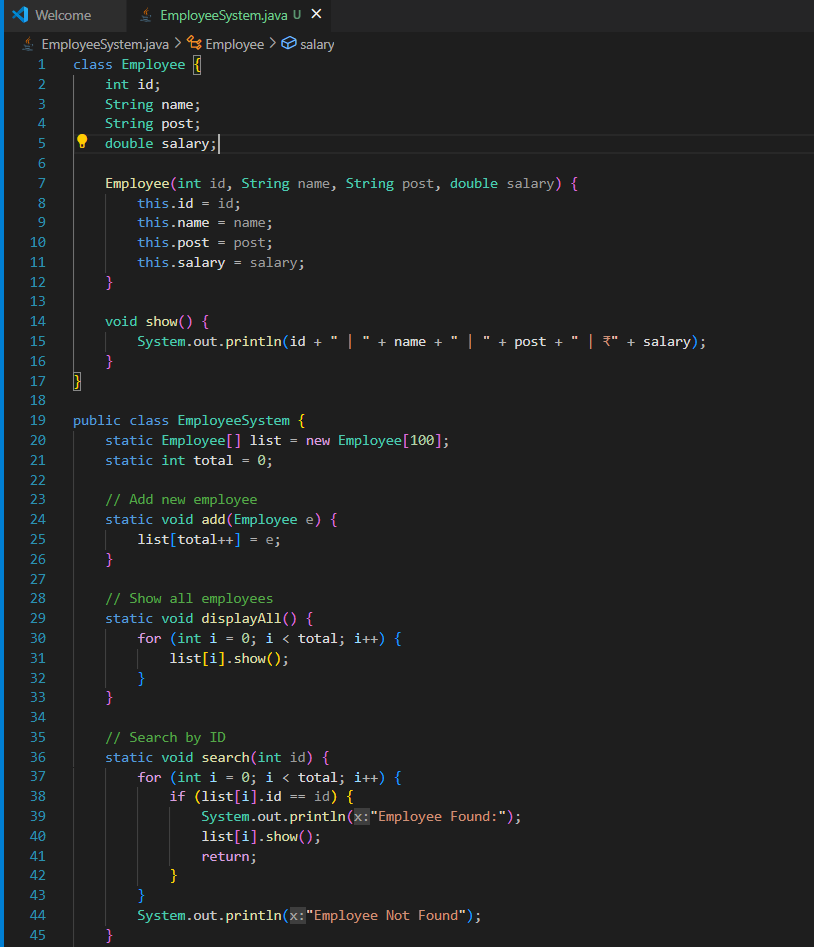 Welcome EmployeeSystem.java U ×
EmployeeSystem.java > Employee > salary
1 class Employee {
2     int id;
3     String name;
4     String post;
5     double salary;
6
7     Employee(int id, String name, String post, double salary) {
8         this.id = id;
9         this.name = name;
10         this.post = post;
11         this.salary = salary;
12     }
13
14     void show() {
15         System.out.println(id + " | " + name + " | " + post + " | ₹" + salary);
16     }
17 }
18
19 public class EmployeeSystem {
20     static Employee[] list = new Employee[100];
21     static int total = 0;
22
23     // Add new employee
24     static void add(Employee e) {
25         list[total++] = e;
26     }
27
28     // Show all employees
29     static void displayAll() {
30         for (int i = 0; i < total; i++) {
31             list[i].show();
32         }
33     }
34
35     // Search by ID
36     static void search(int id) {
37         for (int i = 0; i < total; i++) {
38             if (list[i].id == id) {
39                 System.out.println(x:"Employee Found:");
40                 list[i].show();
41                 return;
42             }
43         }
44         System.out.println(x:"Employee Not Found");
45     }